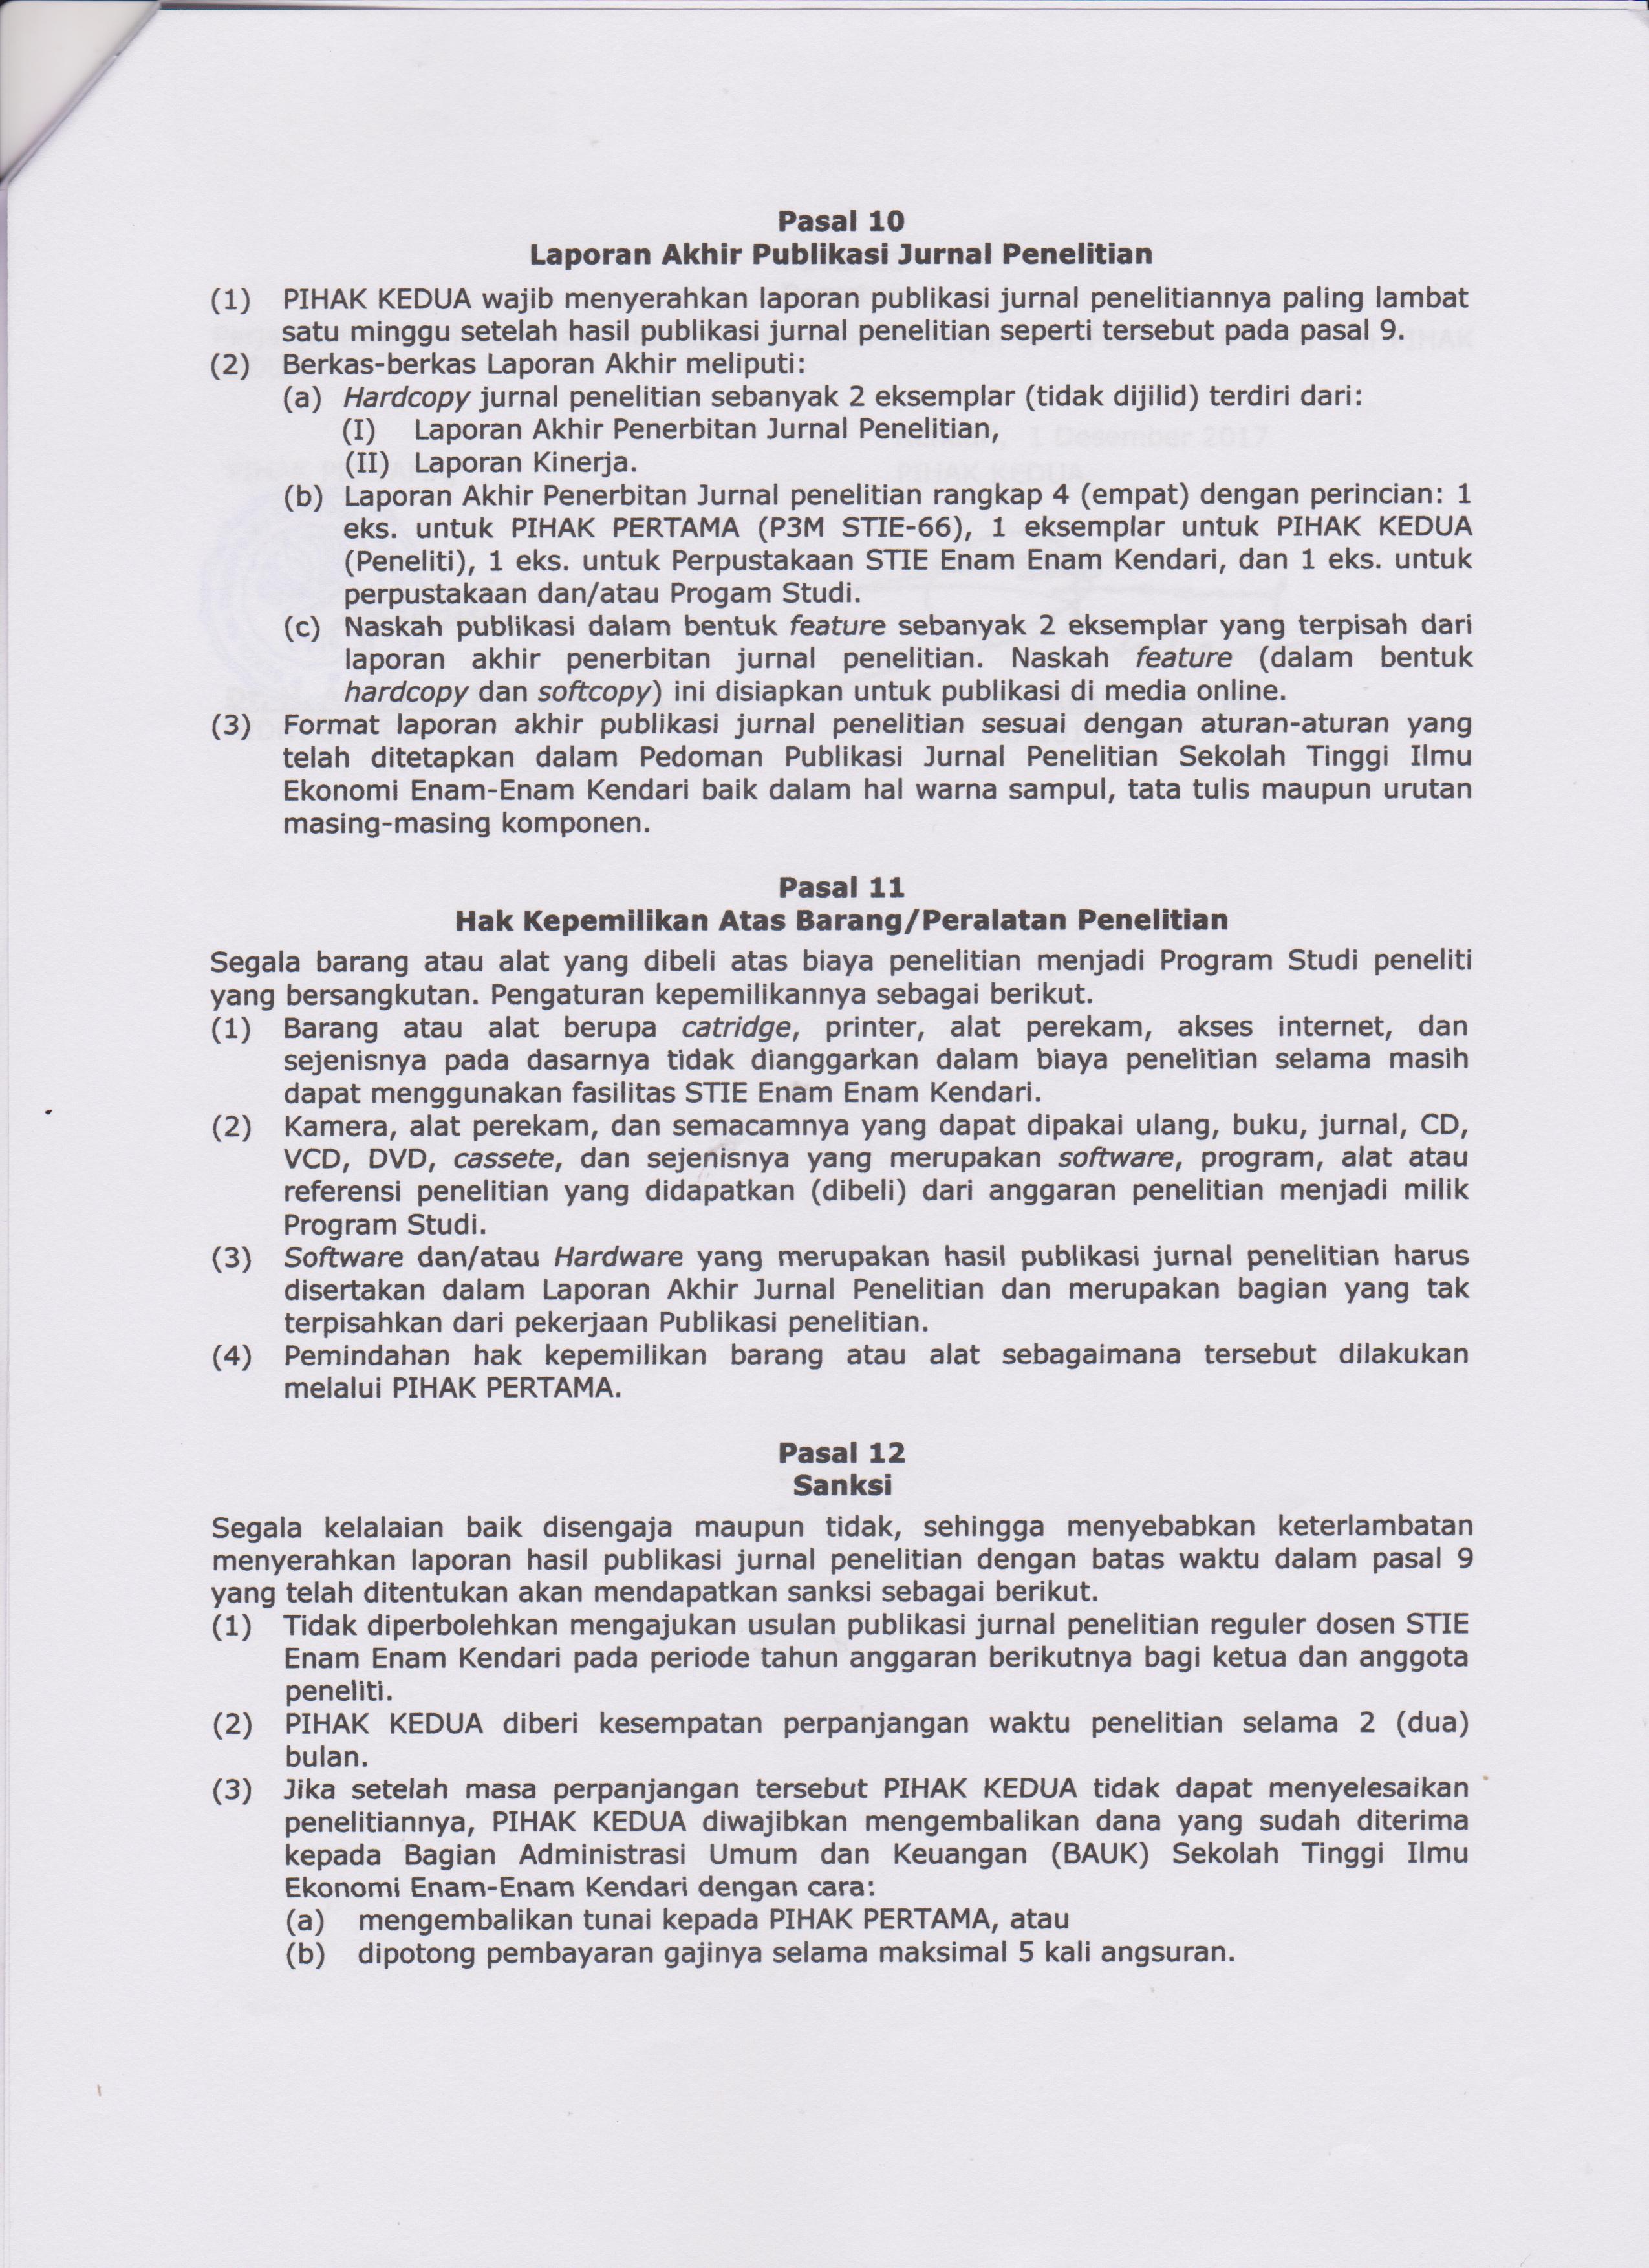 Pasal 10
Laporan Akhir Publikasi Jurnal Penelitian
(1) PIHAK KEDUA wajib menyerahkan laporan publikasi jurnal penelitiannya paling lambat
satu minggu setelah hasil publikasi jurnal penelitian seperti tersebut pada pasal 9.
(2) Berkas-berkas Laporan Akhir meliputi:
(a) Hardcopy jurnal penelitian sebanyak 2 eksemplar (tidak dijilid) terdiri dari:
(I) Laporan Akhir Penerbitan Jurnal Penelitian,
(II) Laporan Kinerja.
(b) Laporan Akhir Penerbitan Jurnal penelitian rangkap 4 (empat) dengan perincian: 1
eks. untuk PIHAK PERTAMA (P3M STIE-66), 1 eksemplar untuk PIHAK KEDUA
(Peneliti), 1 eks. untuk Perpustakaan STIE Enam Enam Kendari, dan 1 eks. untuk
perpustakaan dan/atau Progam Studi.
(c) Naskah publikasi dalam bentuk feature sebanyak 2 eksemplar yang terpisah dari
laporan akhir penerbitan jurnal penelitian. Naskah feature (dalam bentuk
hardcopy dan softcopy) ini disiapkan untuk publikasi di media online.
(3) Format laporan akhir publikasi jurnal penelitian sesuai dengan aturan-aturan yang
telah ditetapkan dalam Pedoman Publikasi Jurnal Penelitian Sekolah Tinggi Ilmu
Ekonomi Enam-Enam Kendari baik dalam hal warna sampul, tata tulis maupun urutan
masing-masing komponen.
Pasal 11
Hak Kepemilikan Atas Barang/Peralatan Penelitian
Segala barang atau alat yang dibeli atas biaya penelitian menjadi Program Studi peneliti
yang bersangkutan. Pengaturan kepemilikannya sebagai berikut.
(1) Barang atau alat berupa catridge, printer, alat perekam, akses internet, dan
sejenisnya pada dasarnya tidak dianggarkan dalam biaya penelitian selama masih
dapat menggunakan fasilitas STIE Enam Enam Kendari.
(2) Kamera, alat perekam, dan semacamnya yang dapat dipakai ulang, buku, jurnal, CD,
VCD, DVD, cassete, dan sejenisnya yang merupakan software, program, alat atau
referensi penelitian yang didapatkan (dibeli) dari anggaran penelitian menjadi milik
Program Studi.
(3) Software dan/atau Hardware yang merupakan hasil publikasi jurnal penelitian harus
disertakan dalam Laporan Akhir Jurnal Penelitian dan merupakan bagian yang tak
terpisahkan dari pekerjaan Publikasi penelitian.
(4) Pemindahan hak kepemilikan barang atau alat sebagaimana tersebut dilakukan
melalui PIHAK PERTAMA.
Pasal 12
Sanksi
Segala kelalaian baik disengaja maupun tidak, sehingga menyebabkan keterlambatan
menyerahkan laporan hasil publikasi jurnal penelitian dengan batas waktu dalam pasal 9
yang telah ditentukan akan mendapatkan sanksi sebagai berikut.
(1) Tidak diperbolehkan mengajukan usulan publikasi jurnal penelitian reguler dosen STIE
Enam Enam Kendari pada periode tahun anggaran berikutnya bagi ketua dan anggota
peneliti.
(2) PIHAK KEDUA diberi kesempatan perpanjangan waktu penelitian selama 2 (dua)
bulan.
(3) Jika setelah masa perpanjangan tersebut PIHAK KEDUA tidak dapat menyelesaikan
penelitiannya, PIHAK KEDUA diwajibkan mengembalikan dana yang sudah diterima
kepada Bagian Administrasi Umum dan Keuangan (BAUK) Sekolah Tinggi Ilmu
Ekonomi Enam-Enam Kendari dengan cara:
(a) mengembalikan tunai kepada PIHAK PERTAMA, atau
(b) dipotong pembayaran gajinya selama maksimal 5 kali angsuran.